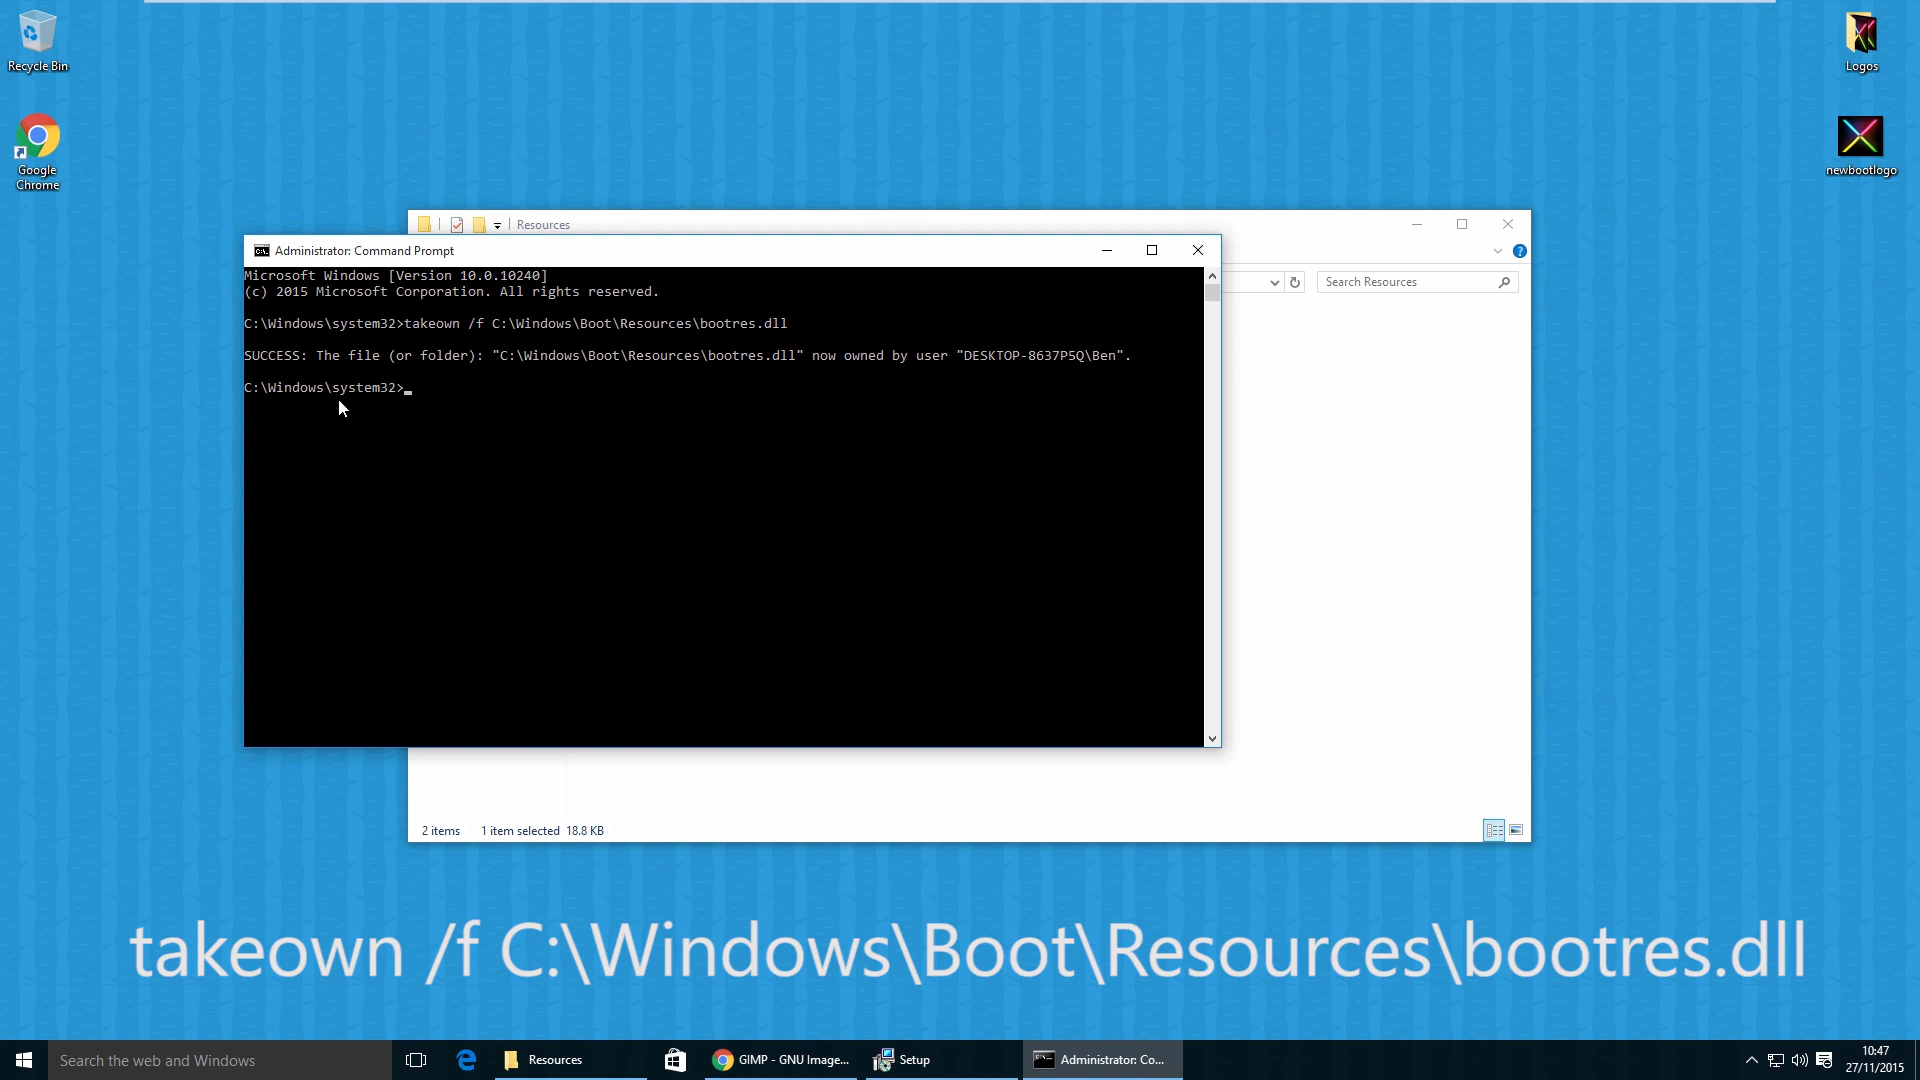 Recycle Bin
Google
Chrome
Logos
newbootlogo
Resources
Administrator: Command Prompt
Search Resources
Microsoft Windows [Version 10.0.10240]
(c) 2015 Microsoft Corporation. All rights reserved.
C:\Windows\system32>takeown /f C:\Windows\Boot\Resources\bootres.dll
SUCCESS: The file (or folder): "C:\Windows\Boot\Resources\bootres.dll" now owned by user "DESKTOP-8637P5Q\Ben".
C:\Windows\system32>
2 items 1 item selected 18.8 KB
takeown /f C:\Windows\Boot\Resources\bootres.dll
Search the web and Windows
Resources
GIMP - GNU Image...
Setup
Administrator: Co...
10:47
27/11/2015